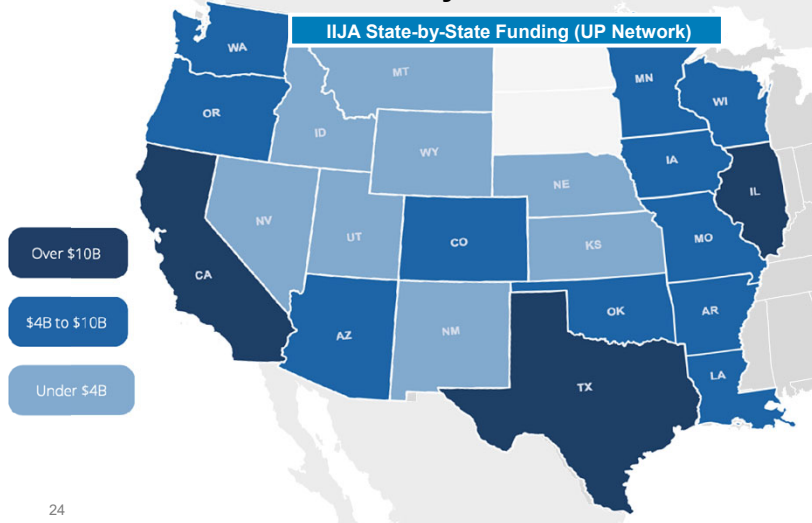 IIJA State-by-State Funding (UP Network)
WA
MT
MN
OR
WI
ID
WY
IA
NE
IL
NV
UT
CO
KS
MO
Over $10B
CA
$4B to $10B
AZ
NM
OK
AR
LA
Under $4B
TX
24